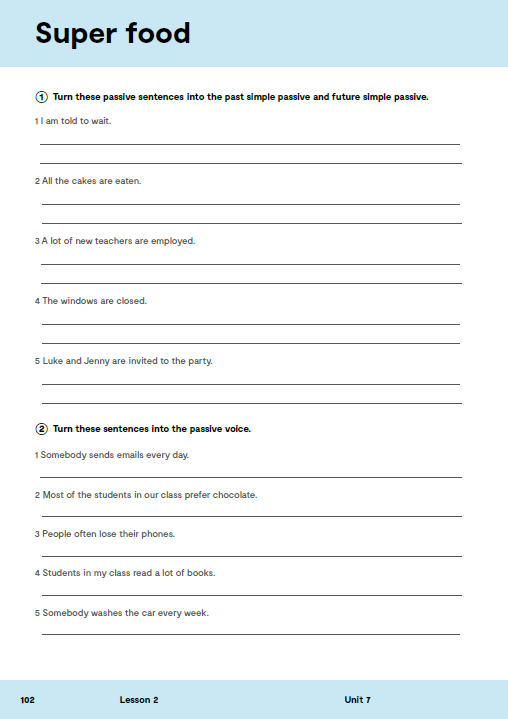 Super food
1 Turn these passive sentences into the past simple passive and future simple passive.
1 I am told to wait.
2 All the cakes are eaten.
3 A lot of new teachers are employed.
4 The windows are closed.
5 Luke and Jenny are invited to the party.
2 Turn these sentences into the passive voice.
1 Somebody sends emails every day.
2 Most of the students in our class prefer chocolate.
3 People often lose their phones.
4 Students in my class read a lot of books.
5 Somebody washes the car every week.
102 Lesson 2 Unit 7